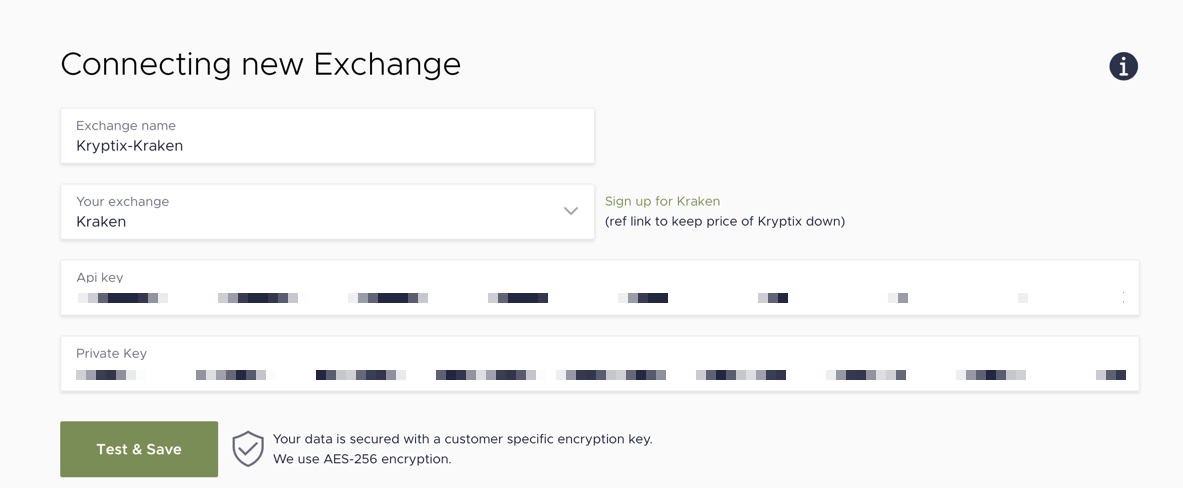 Connecting new Exchange
Exchange name
Kryptix-Kraken
Your exchange
Kraken
Sign up for Kraken
(ref link to keep price of Kryptix down)
Api key
Private Key
Test & Save
Your data is secured with a customer specific encryption key.
We use AES-256 encryption.